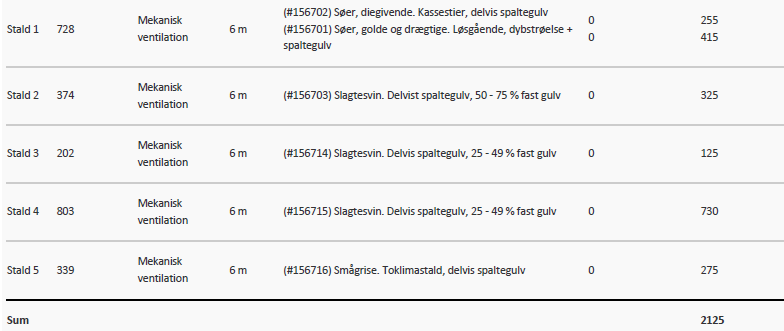 (#156702) Søer, diegivende. Kassestier, delvis spaltegulv 0 255
Stald 1 728 Mekanisk ventilation 6 m (#156701) Søer, golde og drægtige. Løsgående, dybstrøelse + spaltegulv 0 415
Stald 2 374 Mekanisk ventilation 6 m (#156703) Slagtesvin. Delvist spaltegulv, 50 - 75 % fast gulv 0 325
Stald 3 202 Mekanisk ventilation 6 m (#156714) Slagtesvin. Delvis spaltegulv, 25 - 49 % fast gulv 0 125
Stald 4 803 Mekanisk ventilation 6 m (#156715) Slagtesvin. Delvis spaltegulv, 25 - 49 % fast gulv 0 730
Stald 5 339 Mekanisk ventilation 6 m (#156716) Smågrise. Toklimastald, delvis spaltegulv 0 275
Sum 2125